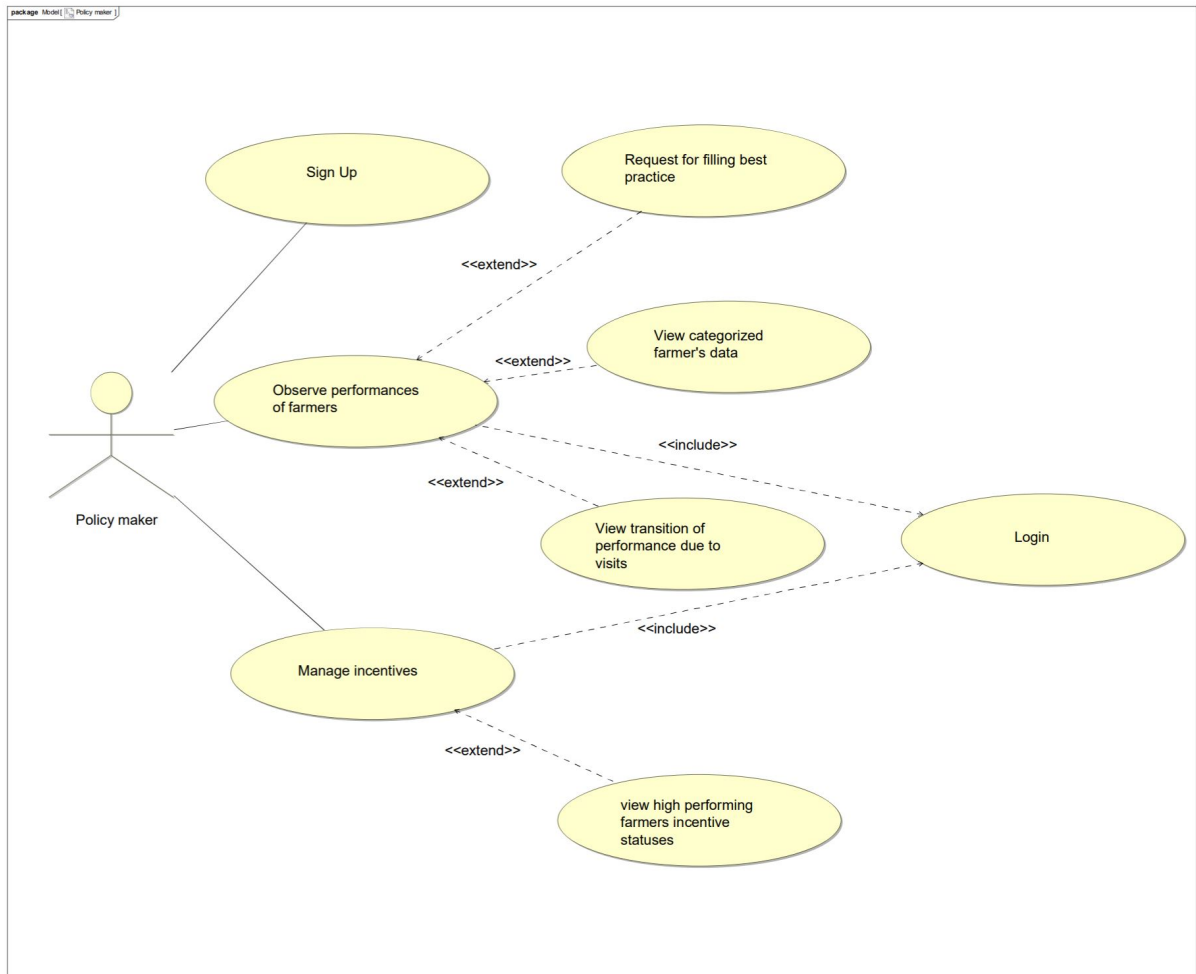 package Model [ Policy maker ]
Sign Up
Request for filling best
practice
<<extend>>
View categorized
farmer's data
<<extend>>
Observe performances
of farmers
<<include>>
<<extend>>
Policy maker
View transition of
performance due to
visits
Login
<<include>>
Manage incentives
<<extend>>
view high performing
farmers incentive
statuses